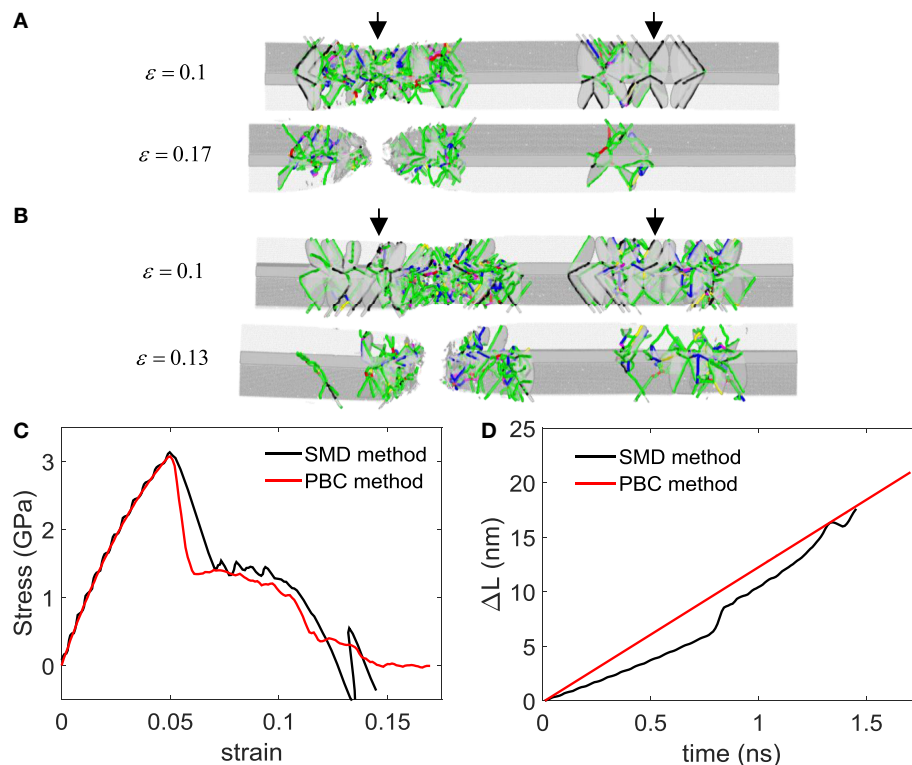 A
ε = 0.1
ε = 0.17
B
ε = 0.1
ε = 0.13
C
SMD method
PBC method
3
2
1
0
Stress (GPa)
0
0.05
0.1
0.15
strain
D
SMD method
PBC method
25
20
15
10
5
0
ΔL (nm)
0
0.5
1
1.5
time (ns)